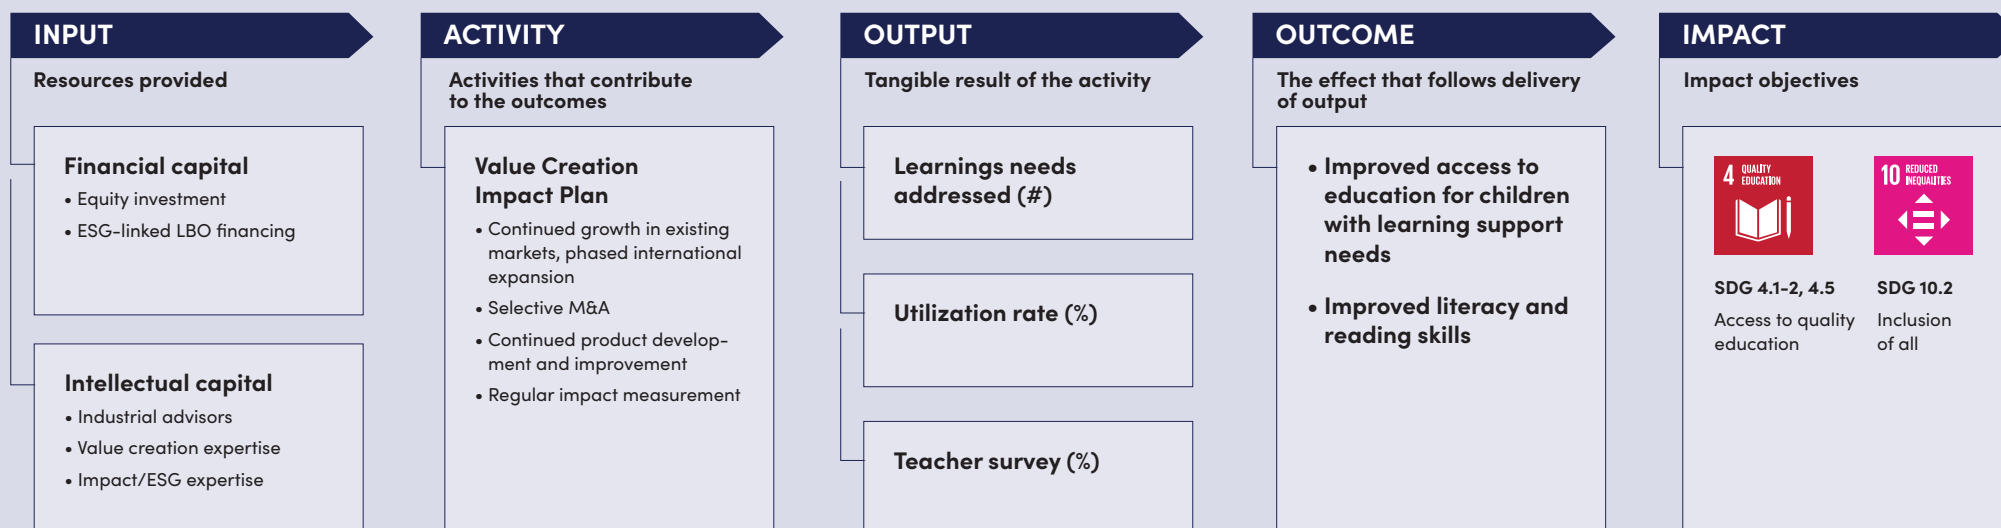 INPUT
Resources provided
Financial capital
• Equity investment
• ESG-linked LBO financing
Intellectual capital
• Industrial advisors
• Value creation expertise
• Impact/ESG expertise
ACTIVITY
Activities that contribute
to the outcomes
Value Creation
Impact Plan
• Continued growth in existing
markets, phased international
expansion
• Selective M&A
• Continued product develop-
ment and improvement
• Regular impact measurement
OUTPUT
Tangible result of the activity
Learnings needs
addressed (#)
Utilization rate (%)
Teacher survey (%)
OUTCOME
The effect that follows delivery
of output
• Improved access to
education for children
with learning support
needs
• Improved literacy and
reading skills
IMPACT
Impact objectives
4 QUALITY
EDUCATION
SDG 4.1-2, 4.5
Access to quality
education
10 REDUCED
INEQUALITIES
SDG 10.2
Inclusion
of all